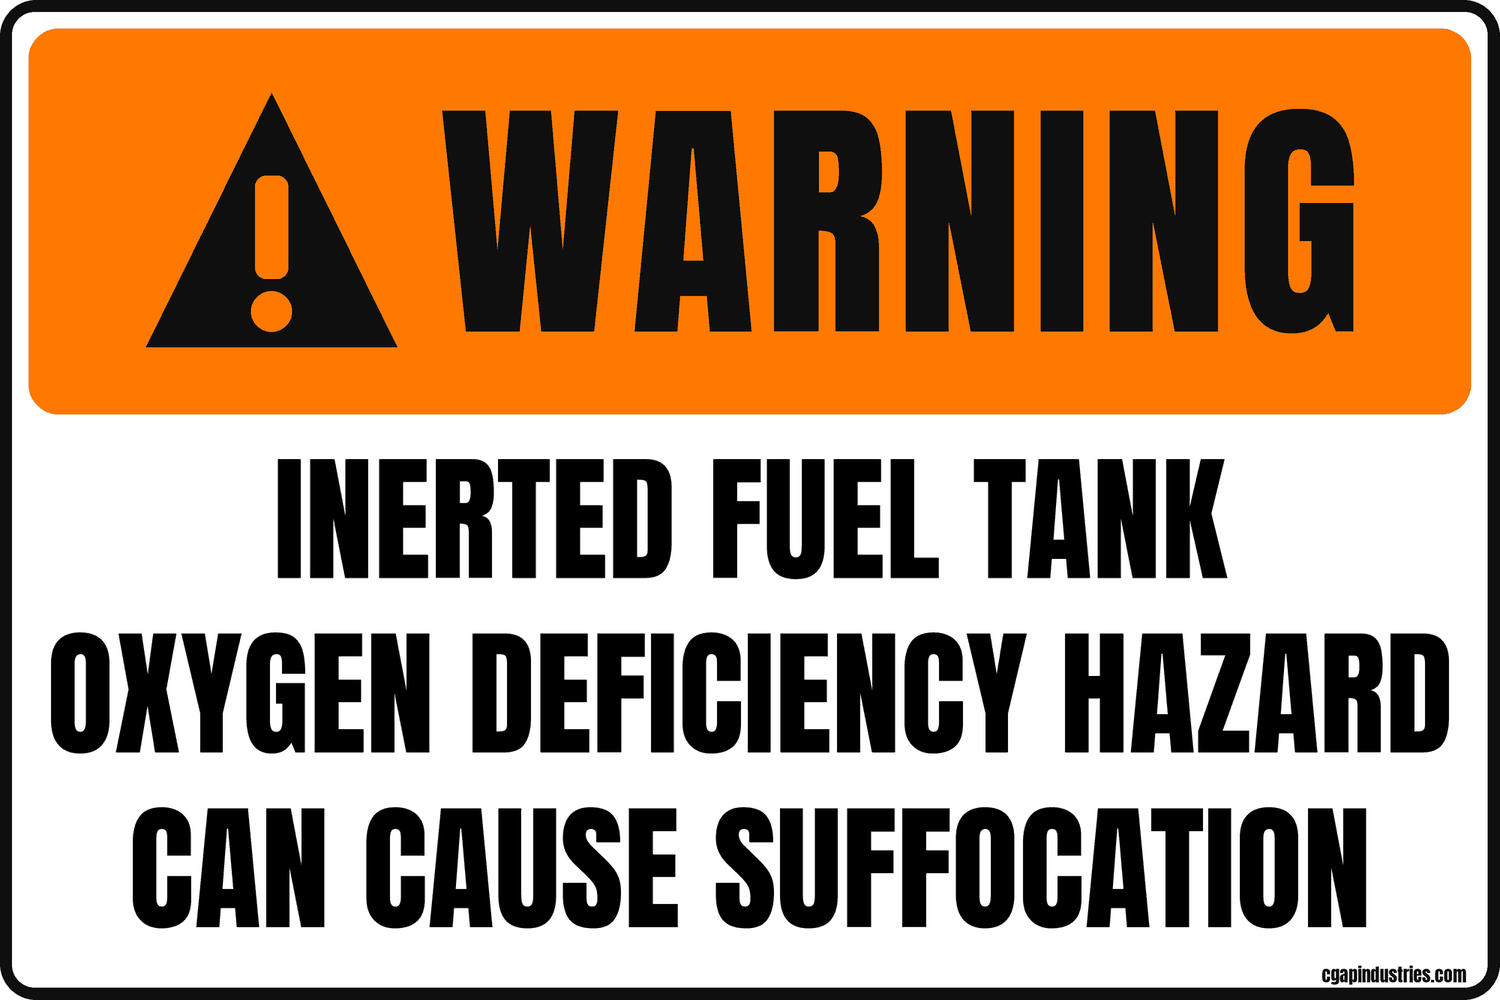 WARNING
INERTED FUEL TANK
OXYGEN DEFICIENCY HAZARD
CAN CAUSE SUFFOCATION
cgapindustries.com